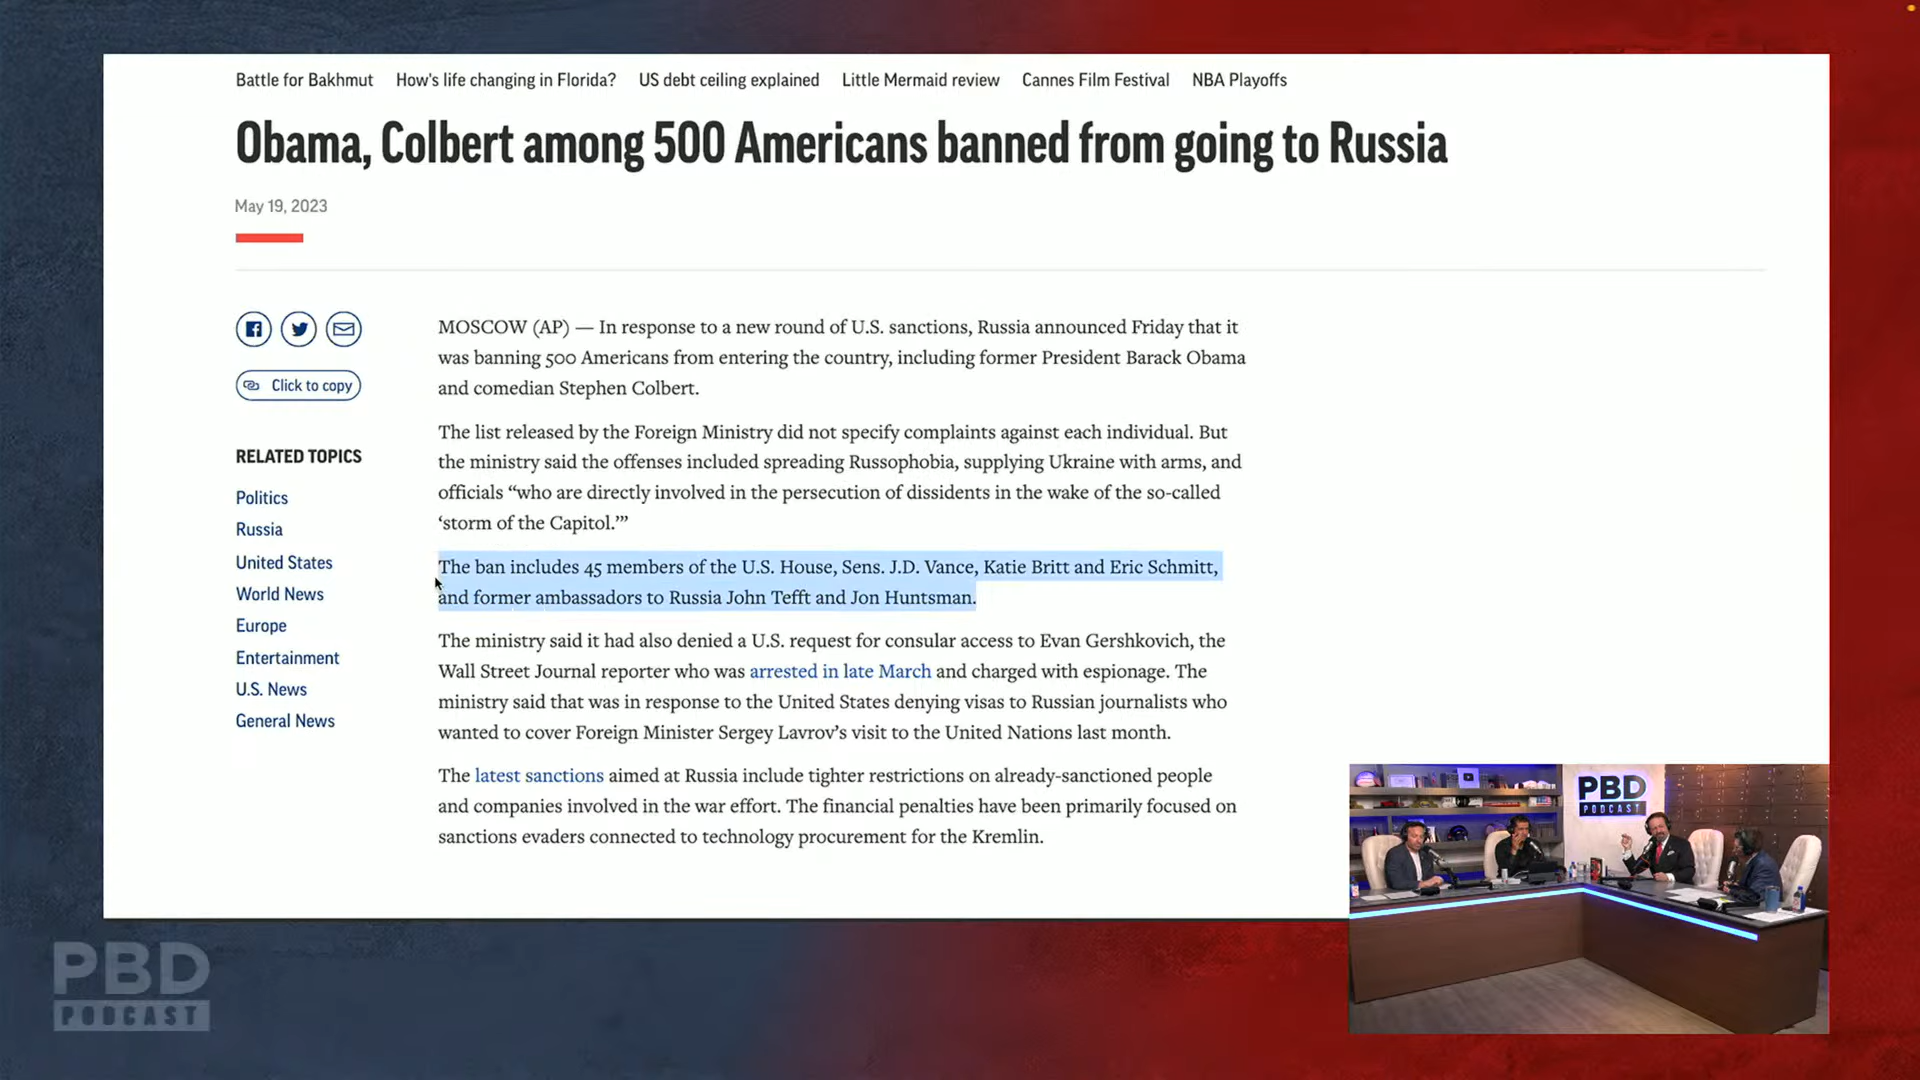 Battle for Bakhmut How's life changing in Florida? US debt ceiling explained Little Mermaid review Cannes Film Festival NBA Playoffs
Obama, Colbert among 500 Americans banned from going to Russia
May 19, 2023
Click to copy
RELATED TOPICS
Politics
Russia
United States
World News
Europe
Entertainment
U.S. News
General News
MOSCOW (AP) — In response to a new round of U.S. sanctions, Russia announced Friday that it
was banning 500 Americans from entering the country, including former President Barack Obama
and comedian Stephen Colbert.
The list released by the Foreign Ministry did not specify complaints against each individual. But
the ministry said the offenses included spreading Russophobia, supplying Ukraine with arms, and
officials “who are directly involved in the persecution of dissidents in the wake of the so-called
‘storm of the Capitol.’”
The ban includes 45 members of the U.S. House, Sens. J.D. Vance, Katie Britt and Eric Schmitt,
and former ambassadors to Russia John Tefft and Jon Huntsman.
The ministry said it had also denied a U.S. request for consular access to Evan Gershkovich, the
Wall Street Journal reporter who was arrested in late March and charged with espionage. The
ministry said that was in response to the United States denying visas to Russian journalists who
wanted to cover Foreign Minister Sergey Lavrov’s visit to the United Nations last month.
The latest sanctions aimed at Russia include tighter restrictions on already-sanctioned people
and companies involved in the war effort. The financial penalties have been primarily focused on
sanctions evaders connected to technology procurement for the Kremlin.
PBD
PODCAST
PBD
PODCAST